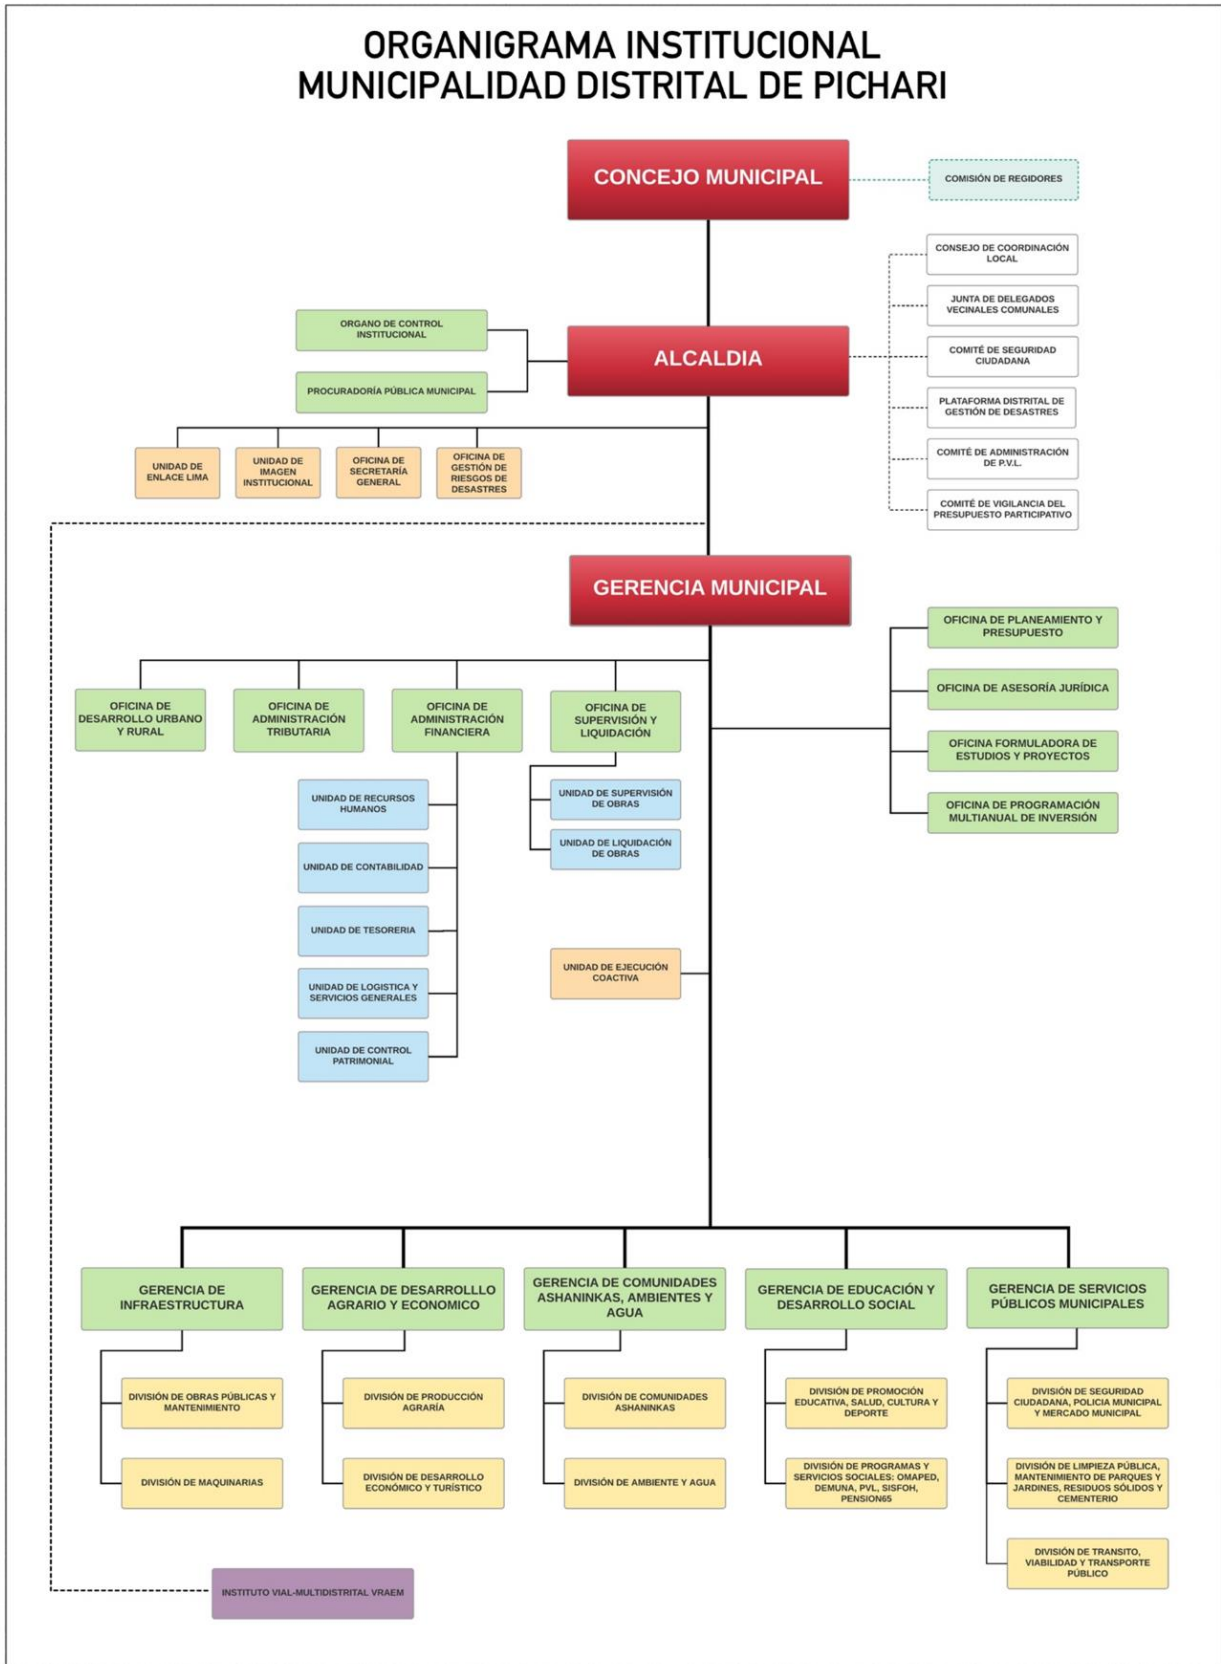 ORGANIGRAMA INSTITUCIONAL
MUNICIPALIDAD DISTRITAL DE PICHARI
CONCEJO MUNICIPAL
COMISIÓN DE REGIDORES
CONSEJO DE COORDINACIÓN
LOCAL
JUNTA DE DELEGADOS
VECINALES COMUNALES
COMITÉ DE SEGURIDAD
CIUDADANA
PLATAFORMA DISTRITAL DE
GESTIÓN DE DESASTRES
COMITÉ DE ADMINISTRACIÓN
DE P.V.L.
COMITÉ DE VIGILANCIA DEL
PRESUPUESTO PARTICIPATIVO
ORGANO DE CONTROL
INSTITUCIONAL
PROCURADORÍA PÚBLICA MUNICIPAL
ALCALDIA
UNIDAD DE
ENLACE LIMA
UNIDAD DE
IMAGEN
INSTITUCIONAL
OFICINA DE
SECRETARÍA
GENERAL
OFICINA DE
GESTIÓN DE
RIESGOS DE
DESASTRES
GERENCIA MUNICIPAL
OFICINA DE PLANEAMIENTO Y
PRESUPUESTO
OFICINA DE ASESORÍA JURÍDICA
OFICINA FORMULADORA DE
ESTUDIOS Y PROYECTOS
OFICINA DE PROGRAMACIÓN
MULTIANUAL DE INVERSIÓN
OFICINA DE
DESARROLLO URBANO
Y RURAL
OFICINA DE
ADMINISTRACIÓN
TRIBUTARIA
OFICINA DE
ADMINISTRACIÓN
FINANCIERA
OFICINA DE
SUPERVISIÓN Y
LIQUIDACIÓN
UNIDAD DE RECURSOS
HUMANOS
UNIDAD DE CONTABILIDAD
UNIDAD DE TESORERIA
UNIDAD DE LOGISTICA Y
SERVICIOS GENERALES
UNIDAD DE CONTROL
PATRIMONIAL
UNIDAD DE SUPERVISIÓN
DE OBRAS
UNIDAD DE LIQUIDACIÓN
DE OBRAS
UNIDAD DE EJECUCIÓN
COACTIVA
GERENCIA DE
INFRAESTRUCTURA
DIVISIÓN DE OBRAS PÚBLICAS Y
MANTENIMIENTO
DIVISIÓN DE MAQUINARIAS
GERENCIA DE DESARROLLLO
AGRARIO Y ECONOMICO
DIVISIÓN DE PRODUCCIÓN
AGRARÍA
DIVISIÓN DE DESARROLLO
ECONÓMICO Y TURÍSTICO
GERENCIA DE COMUNIDADES
ASHANINKAS, AMBIENTES Y
AGUA
DIVISIÓN DE COMUNIDADES
ASHANINKAS
DIVISIÓN DE AMBIENTE Y AGUA
GERENCIA DE EDUCACIÓN Y
DESARROLLO SOCIAL
DIVISIÓN DE PROMOCIÓN
EDUCATIVA, SALUD, CULTURA Y
DEPORTE
DIVISIÓN DE PROGRAMAS Y
SERVICIOS SOCIALES: OMAPED,
DEMUNA, PVL, SISFOH,
PENSION65
GERENCIA DE SERVICIOS
PÚBLICOS MUNICIPALES
DIVISIÓN DE SEGURIDAD
CIUDADANA, POLICIA MUNICIPAL
Y MERCADO MUNICIPAL
DIVISIÓN DE LIMPIEZA PÚBLICA,
MANTENIMIENTO DE PARQUES Y
JARDINES, RESIDUOS SÓLIDOS Y
CEMENTERIO
DIVISIÓN DE TRANSITO,
VIABILIDAD Y TRANSPORTE
PÚBLICO
INSTITUTO VIAL-MULTIDISTRITAL VRAEM